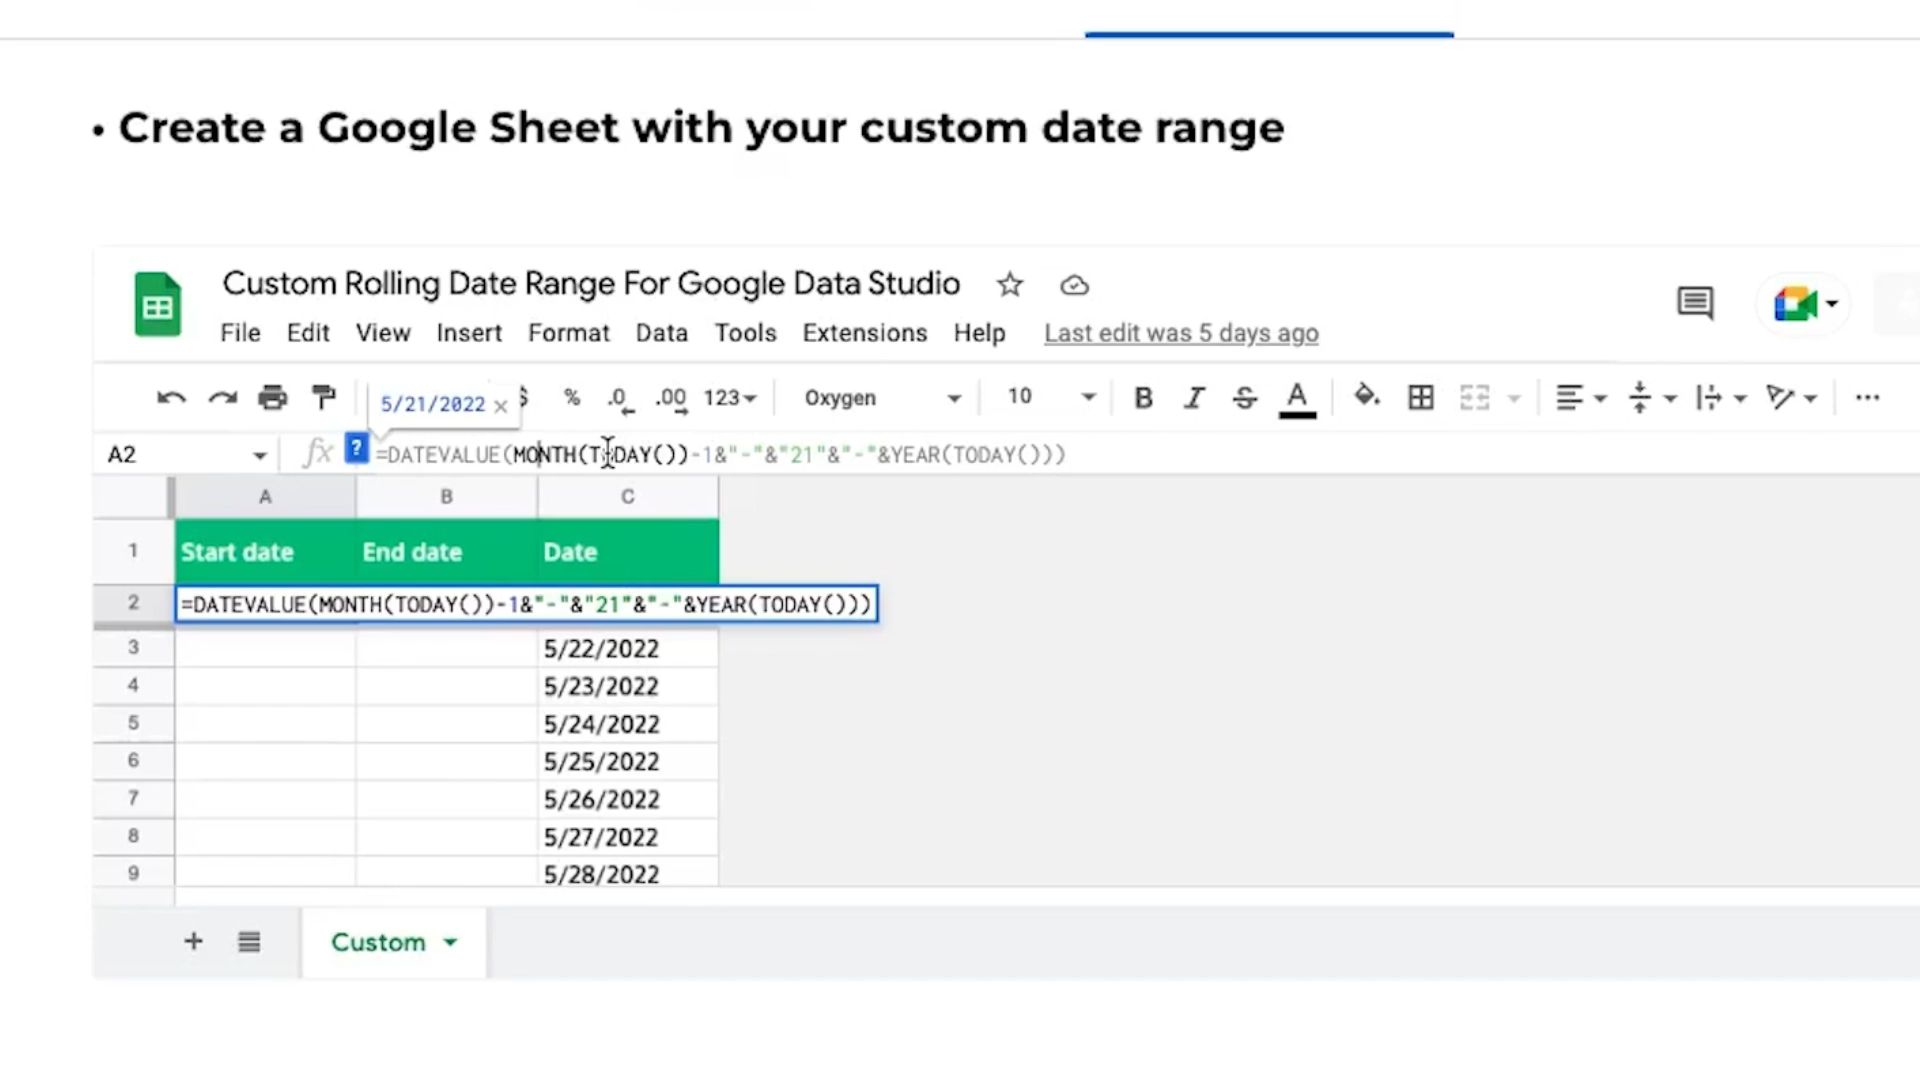 • Create a Google Sheet with your custom date range
Custom Rolling Date Range For Google Data Studio
File Edit View Insert Format Data Tools Extensions Help Last edit was 5 days ago
5/21/2022 × $ % .0 .00 123 Oxygen 10 B I S A
A2 fx ? =DATEVALUE(MONTH(TODAY())-1&"-"&"21"&"-"&YEAR(TODAY()))
A B C
1 Start date End date Date
2 =DATEVALUE(MONTH(TODAY())-1&"-"&"21"&"-"&YEAR(TODAY()))
3 5/22/2022
4 5/23/2022
5 5/24/2022
6 5/25/2022
7 5/26/2022
8 5/27/2022
9 5/28/2022
+ Custom